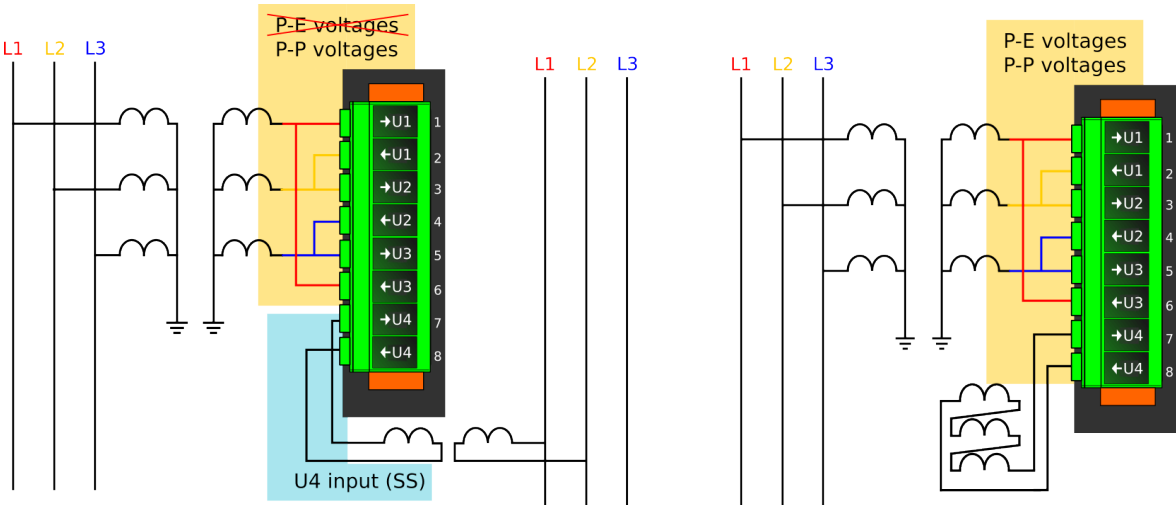 P-E voltages
P-P voltages
L1 L2 L3
→U1 1
←U1 2
→U2 3
←U2 4
→U3 5
←U3 6
→U4 7
←U4 8
U4 input (SS)
L1 L2 L3
L1 L2 L3
P-E voltages
P-P voltages
→U1 1
←U1 2
→U2 3
←U2 4
→U3 5
←U3 6
→U4 7
←U4 8